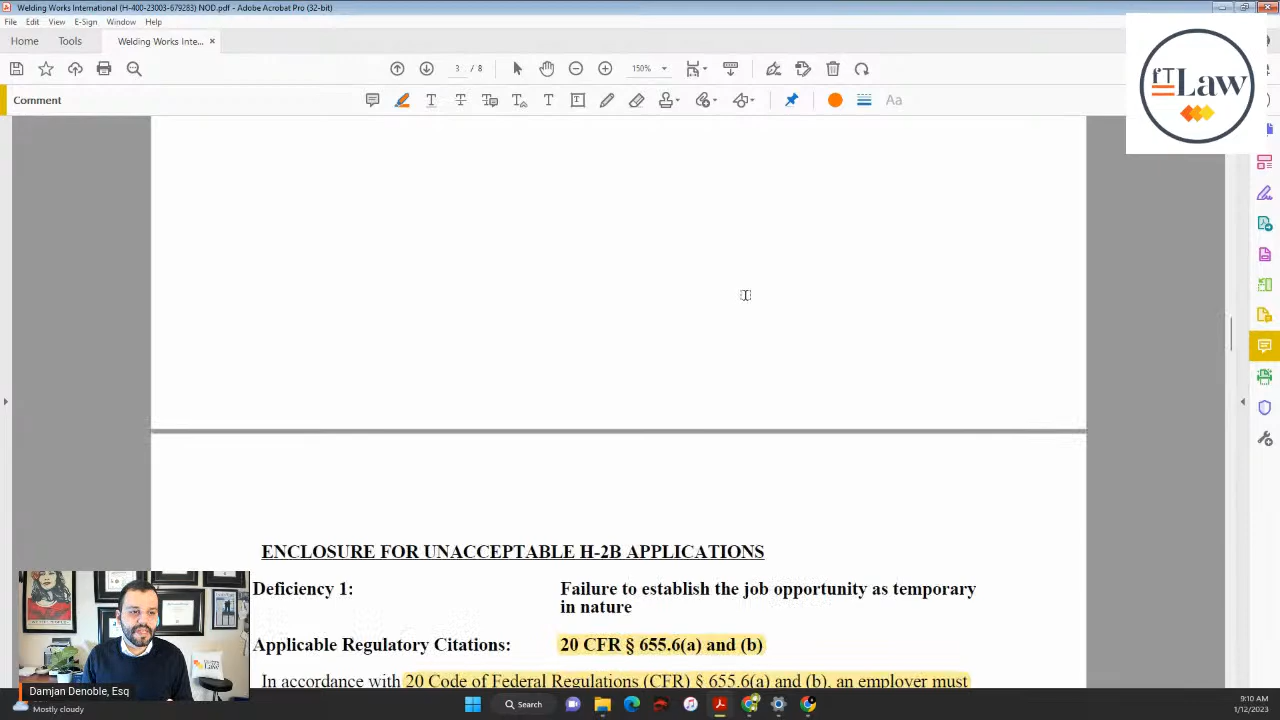 Welding Works International (H-400-23003-679283) NOD.pdf - Adobe Acrobat Pro (32-bit)
File Edit View E-Sign Window Help
Home Tools Welding Works Inte... ×
3 / 8 150%
Comment Aa
fTLaw
ENCLOSURE FOR UNACCEPTABLE H-2B APPLICATIONS
Deficiency 1: Failure to establish the job opportunity as temporary
in nature
Applicable Regulatory Citations: 20 CFR § 655.6(a) and (b)
In accordance with 20 Code of Federal Regulations (CFR) § 655.6(a) and (b), an employer must
Damjan Denoble, Esq
Mostly cloudy
Search
9:10 AM
1/12/2023